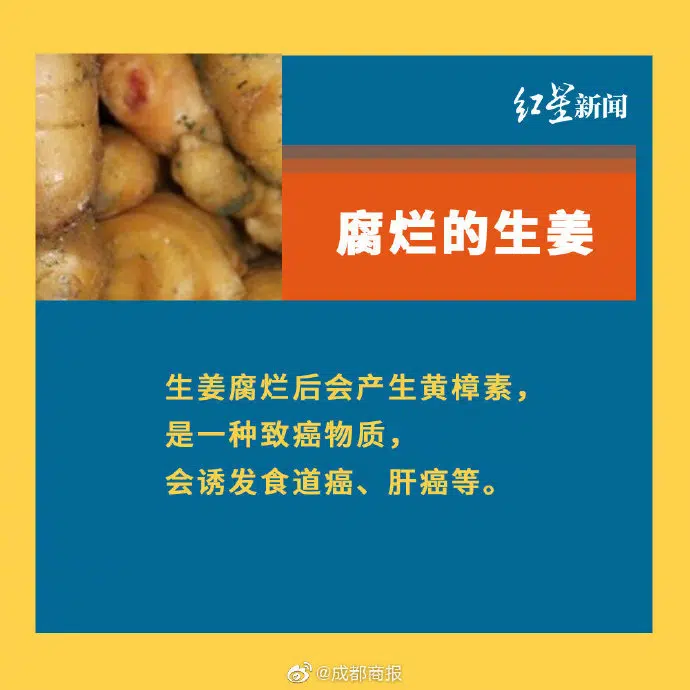 红星新闻
腐烂的生姜
生姜腐烂后会产生黄樟素，
是一种致癌物质，
会诱发食道癌、肝癌等。
@成都商报